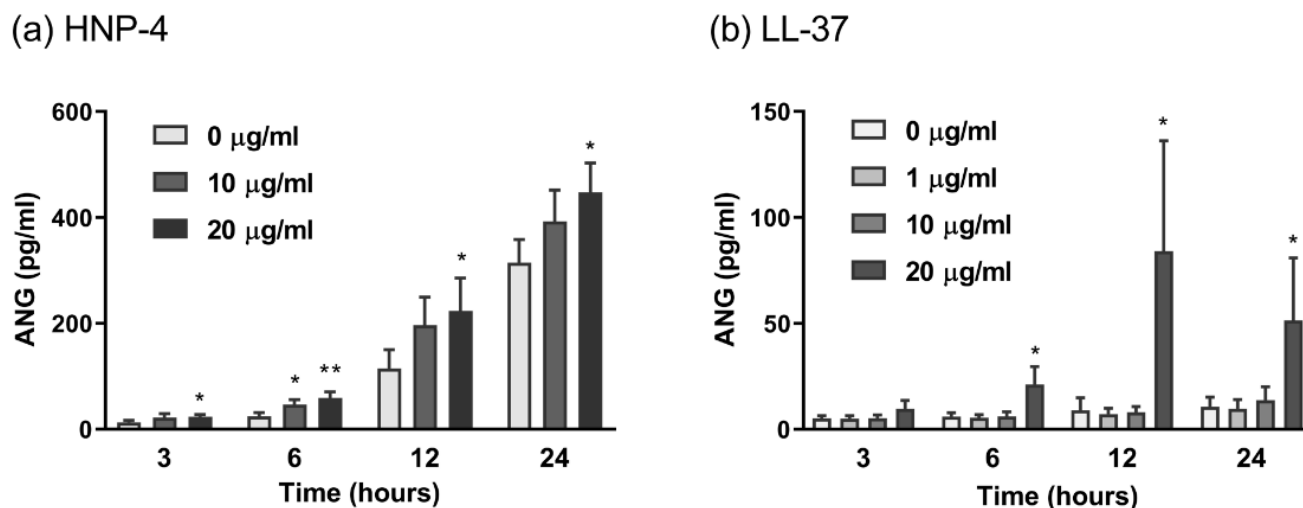 (a) HNP-4
600
400
200
0
ANG (pg/ml)
0 μg/ml
10 μg/ml
20 μg/ml
*
*
**
*
*
3 6 12 24
Time (hours)
(b) LL-37
150
100
50
0
ANG (pg/ml)
0 μg/ml
1 μg/ml
10 μg/ml
20 μg/ml
*
*
*
3 6 12 24
Time (hours)